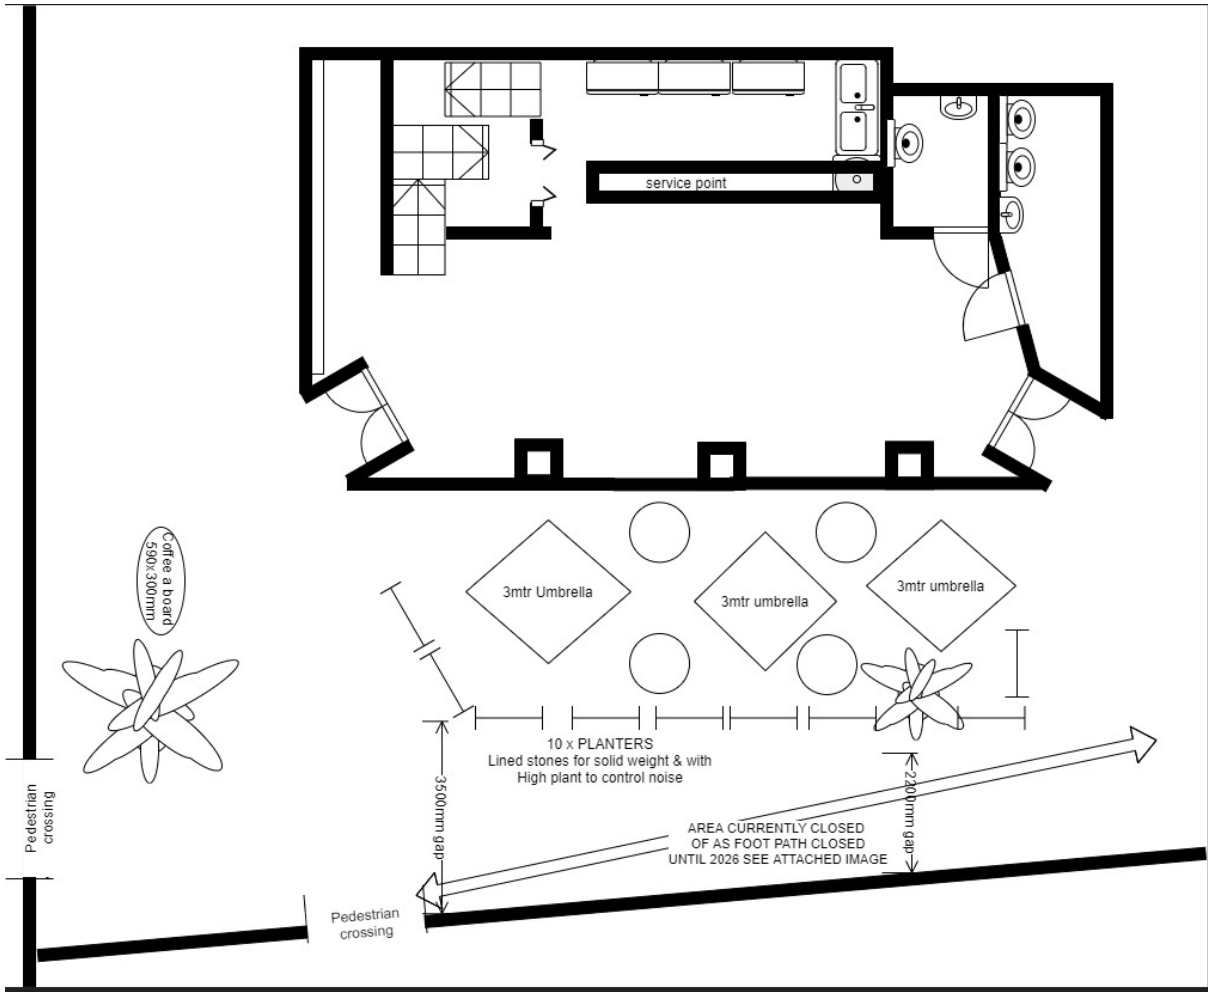 service point
Coffee a board
590x300mm
3mtr Umbrella
3mtr umbrella
3mtr umbrella
10 x PLANTERS
Lined stones for solid weight & with
High plant to control noise
3500mm gap
2200mm gap
Pedestrian
crossing
AREA CURRENTLY CLOSED
OF AS FOOT PATH CLOSED
UNTIL 2026 SEE ATTACHED IMAGE
Pedestrian
crossing